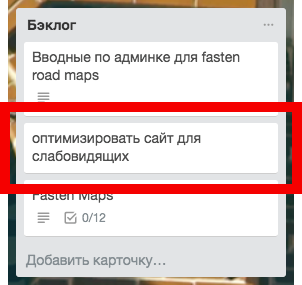 Бэклог
Вводные по админке для fasten
road maps
оптимизировать сайт для
слабовидящих
Fasten Maps
0/12
Добавить карточку...